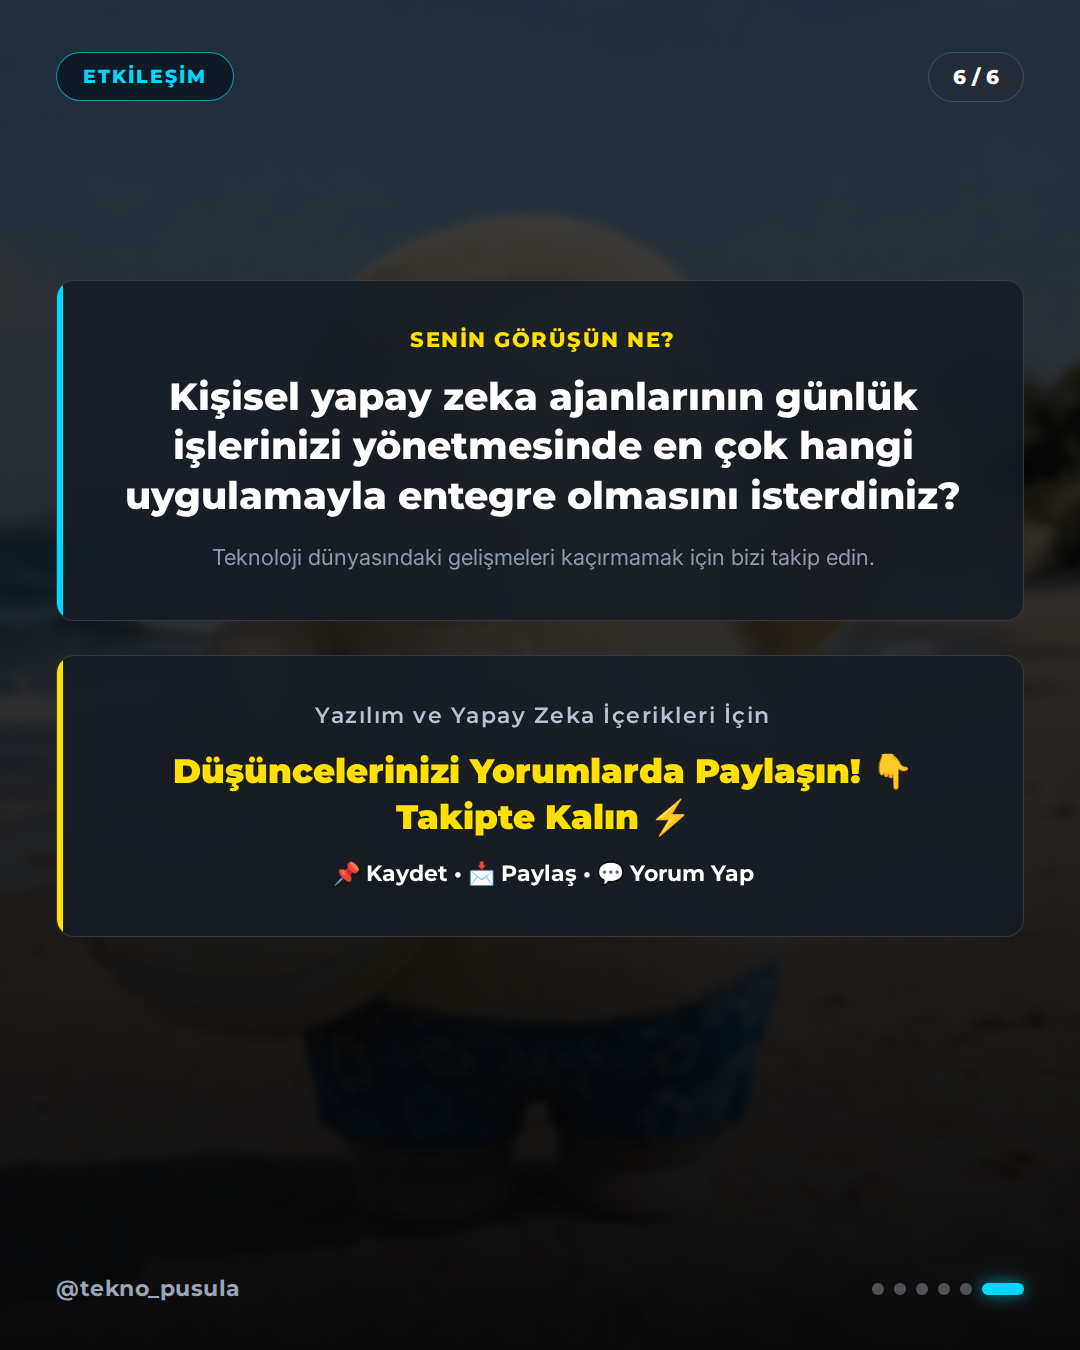 ETKİLEŞİM
6 / 6
SENİN GÖRÜŞÜN NE?
Kişisel yapay zeka ajanlarının günlük
işlerinizi yönetmesinde en çok hangi
uygulamayla entegre olmasını isterdiniz?
Teknoloji dünyasındaki gelişmeleri kaçırmamak için bizi takip edin.
Yazılım ve Yapay Zeka İçerikleri İçin
Düşüncelerinizi Yorumlarda Paylaşın! 👇
Takipte Kalın ⚡
📌 Kaydet • 📩 Paylaş • 💬 Yorum Yap
@tekno_pusula